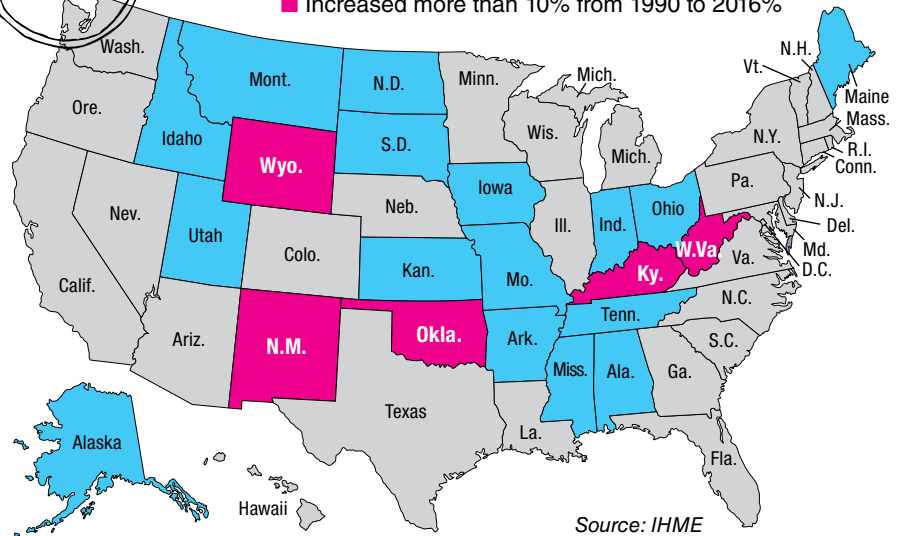 Increased more than 10% from 1990 to 2016%
Wash.
Mont.
N.D.
Minn.
Mich.
N.H.
Vt.
Maine
Ore.
Idaho
Wyo.
S.D.
Wis.
Mich.
N.Y.
Mass.
R.I.
Conn.
Nev.
Utah
Colo.
Neb.
Iowa
Ill.
Ind.
Ohio
Pa.
N.J.
Del.
Md.
D.C.
Calif.
Kan.
Mo.
Ky.
W.Va.
Va.
Ariz.
N.M.
Okla.
Ark.
Tenn.
N.C.
S.C.
Texas
La.
Miss.
Ala.
Ga.
Fla.
Alaska
Hawaii
Source: IHME